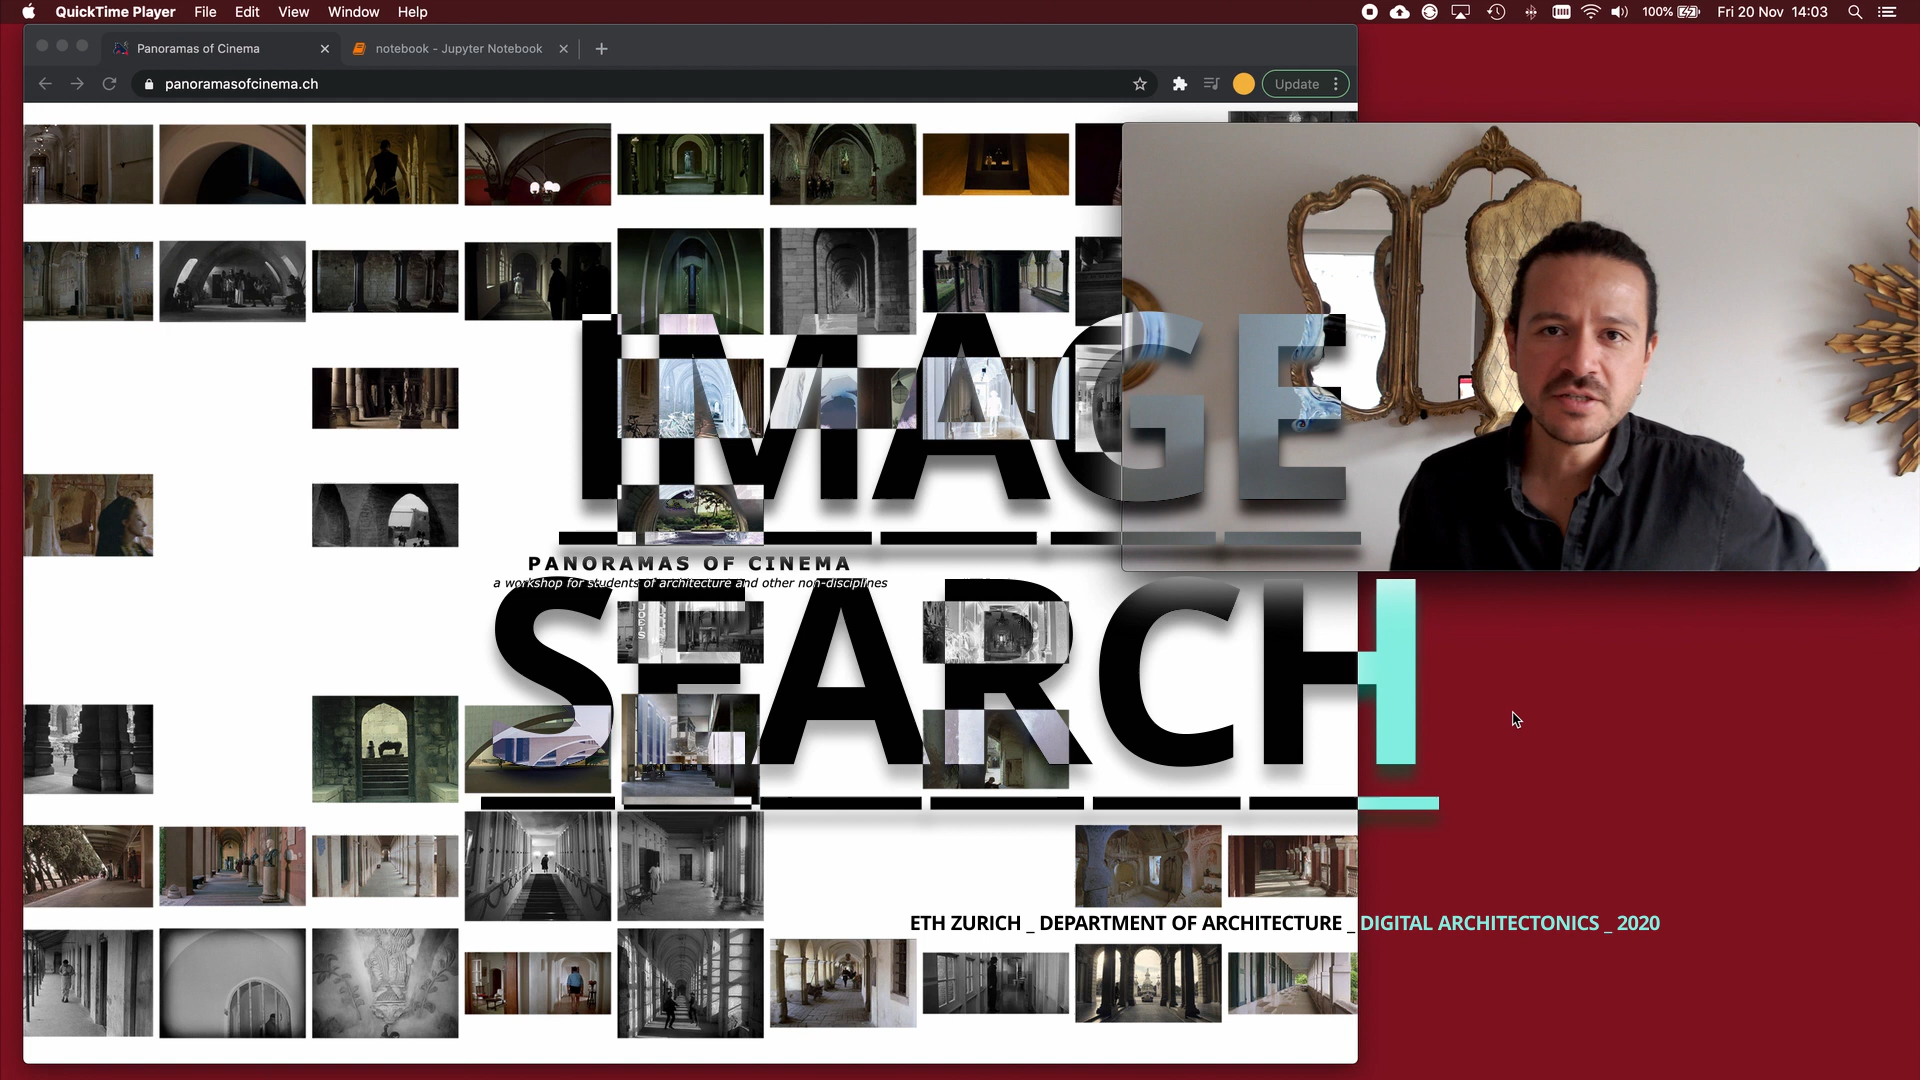 QuickTime Player File Edit View Window Help 100% Fri 20 Nov 14:03
Panoramas of Cinema notebook - Jupyter Notebook
panoramasofcinema.ch Update
IMAGE
PANORAMAS OF CINEMA
a workshop for students of architecture and other non-disciplines
SEARCH
JOE'S
ETH ZURICH _ DEPARTMENT OF ARCHITECTURE _ DIGITAL ARCHITECTONICS _ 2020